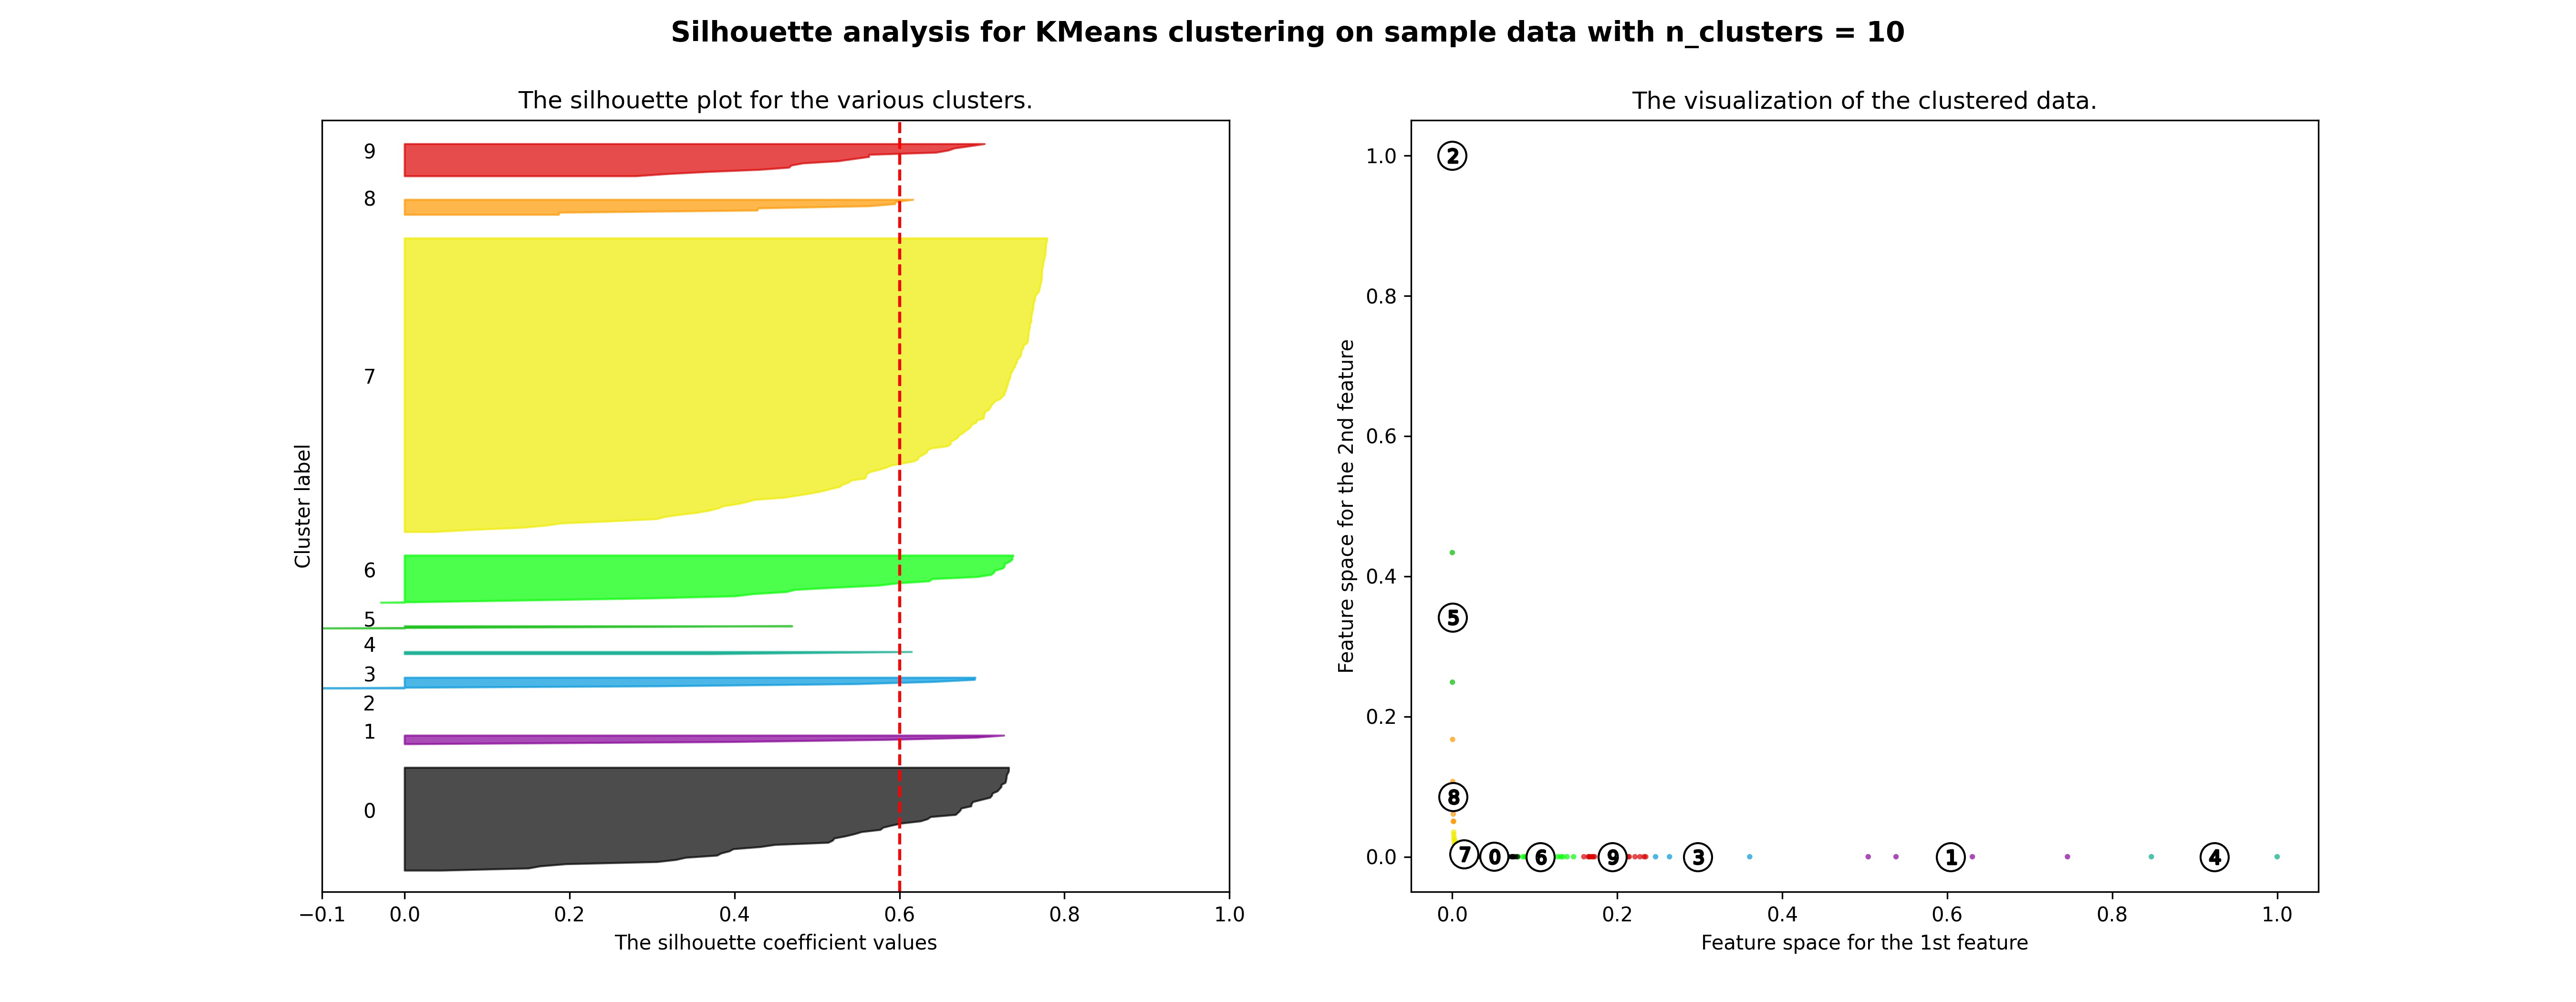 Silhouette analysis for KMeans clustering on sample data with n_clusters = 10
The silhouette plot for the various clusters.
9
8
7
6
5
4
3
2
1
0
Cluster label
−0.1 0.0 0.2 0.4 0.6 0.8 1.0
The silhouette coefficient values
The visualization of the clustered data.
1.0
0.8
0.6
0.4
0.2
0.0
Feature space for the 2nd feature
2
5
8
7 0 6 9 3 1 4
0.0 0.2 0.4 0.6 0.8 1.0
Feature space for the 1st feature